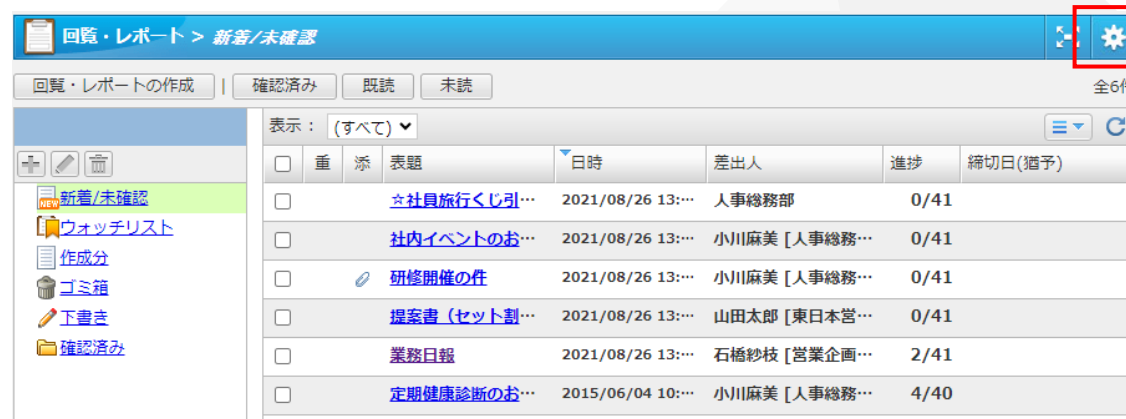 回覧・レポート > 新着/未確認
回覧・レポートの作成 | 確認済み 既読 未読 全6件
表示： (すべて)
重 添 表題 日時 差出人 進捗 締切日(猶予)
NEW 新着/未確認
ウォッチリスト
作成分
ゴミ箱
下書き
確認済み
☆社員旅行くじ引… 2021/08/26 13:… 人事総務部 0/41
社内イベントのお… 2021/08/26 13:… 小川麻美 [人事総務… 0/41
研修開催の件 2021/08/26 13:… 小川麻美 [人事総務… 0/41
提案書（セット割… 2021/08/26 13:… 山田太郎 [東日本営… 0/41
業務日報 2021/08/26 13:… 石橋紗枝 [営業企画… 2/41
定期健康診断のお… 2015/06/04 10:… 小川麻美 [人事総務… 4/40